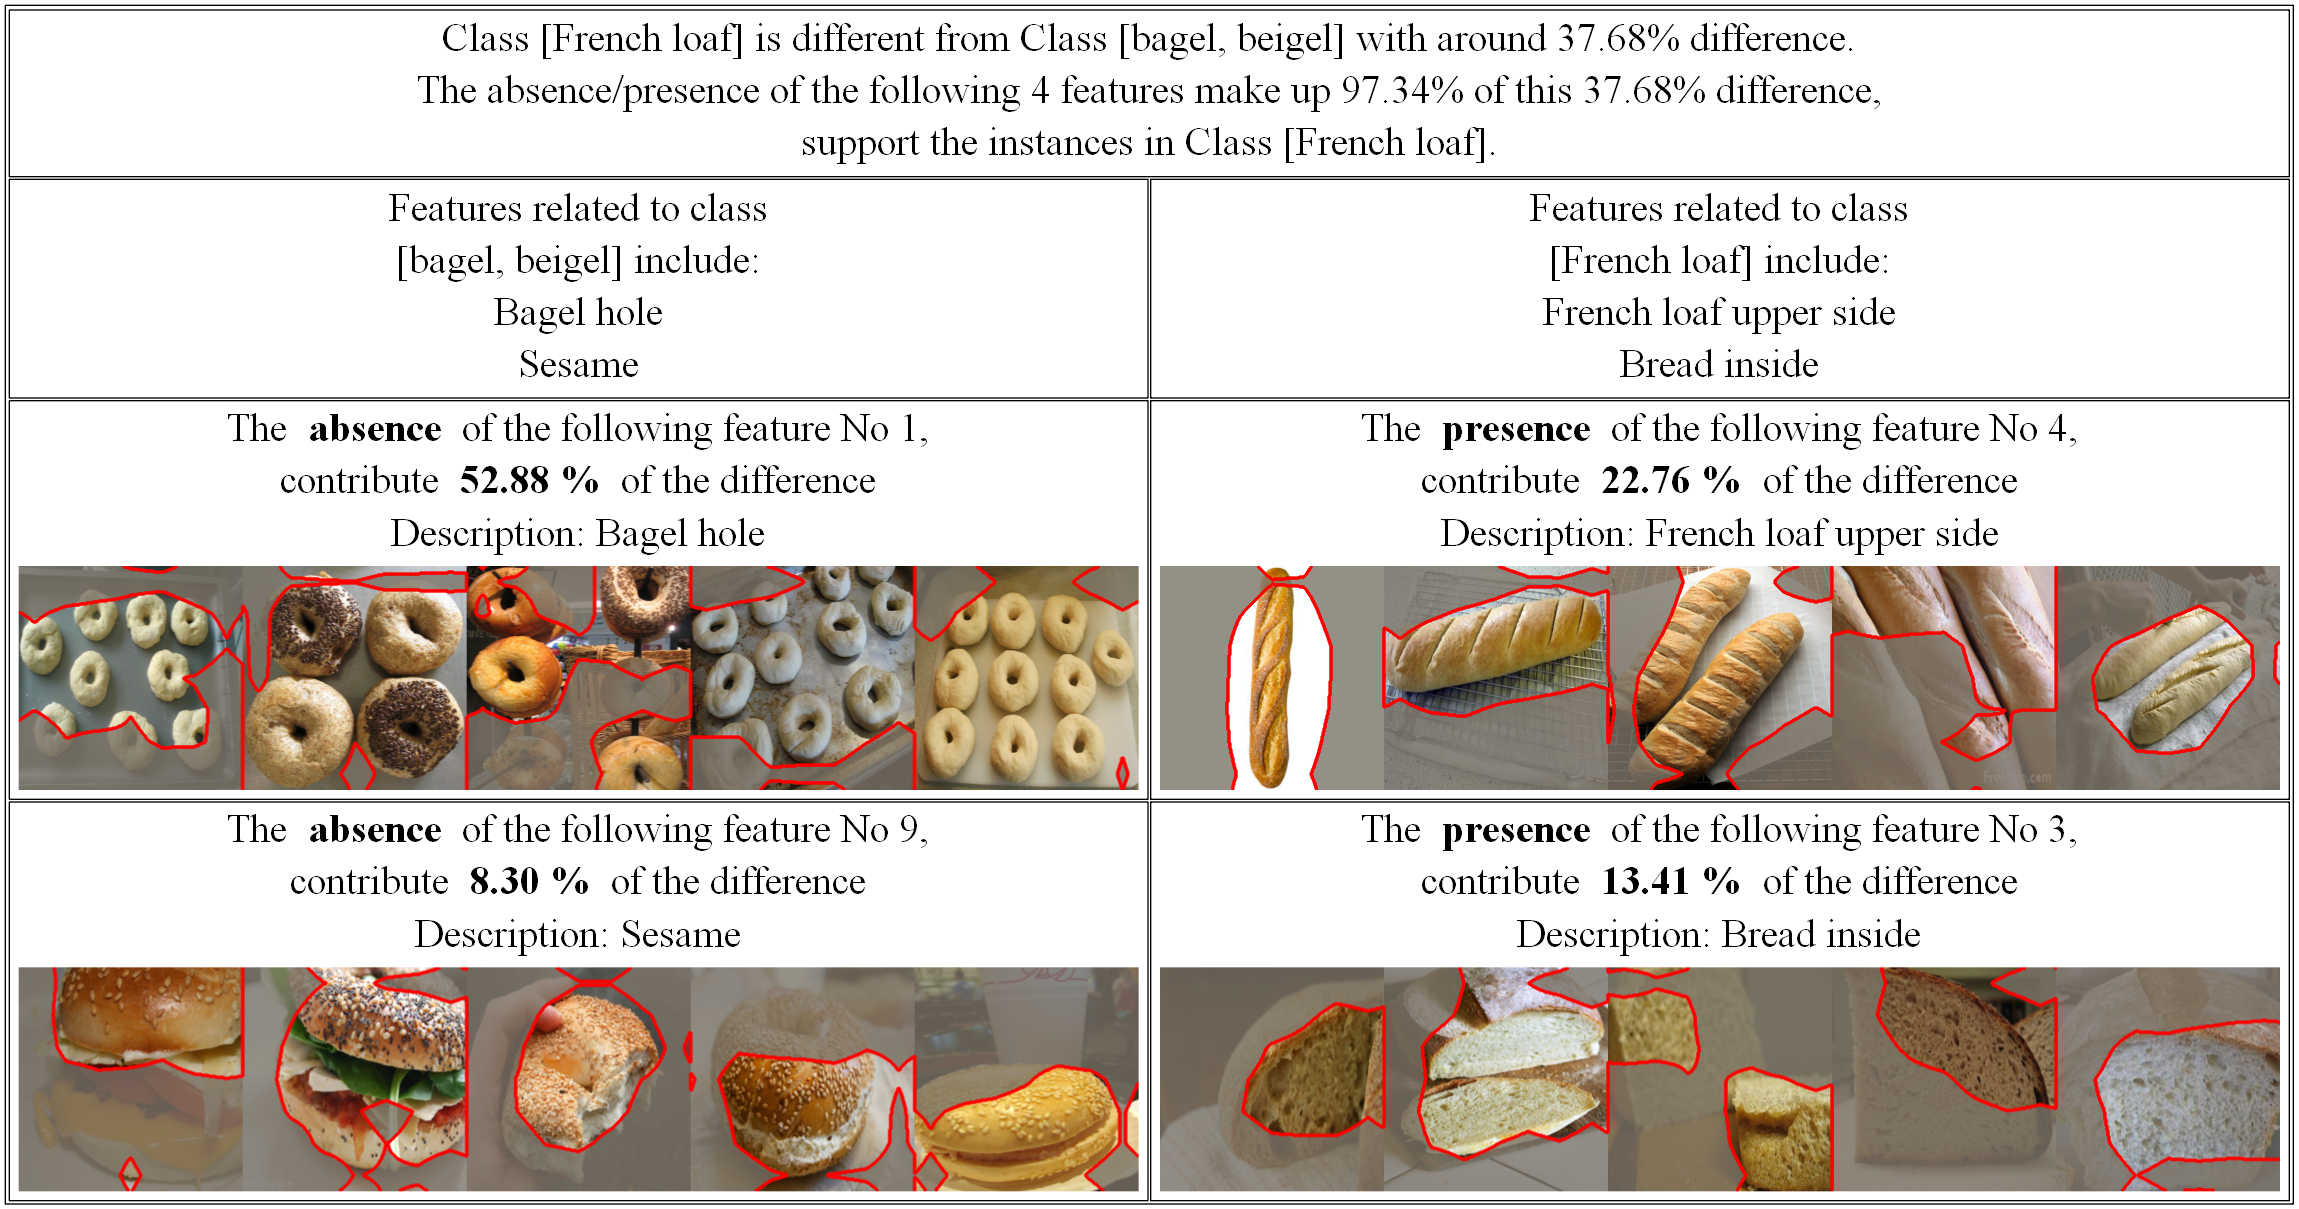 Class [French loaf] is different from Class [bagel, beigel] with around 37.68% difference.
The absence/presence of the following 4 features make up 97.34% of this 37.68% difference,
support the instances in Class [French loaf].
Features related to class
[bagel, beigel] include:
Bagel hole
Sesame
Features related to class
[French loaf] include:
French loaf upper side
Bread inside
The absence of the following feature No 1,
contribute 52.88 % of the difference
Description: Bagel hole
The presence of the following feature No 4,
contribute 22.76 % of the difference
Description: French loaf upper side
The absence of the following feature No 9,
contribute 8.30 % of the difference
Description: Sesame
The presence of the following feature No 3,
contribute 13.41 % of the difference
Description: Bread inside